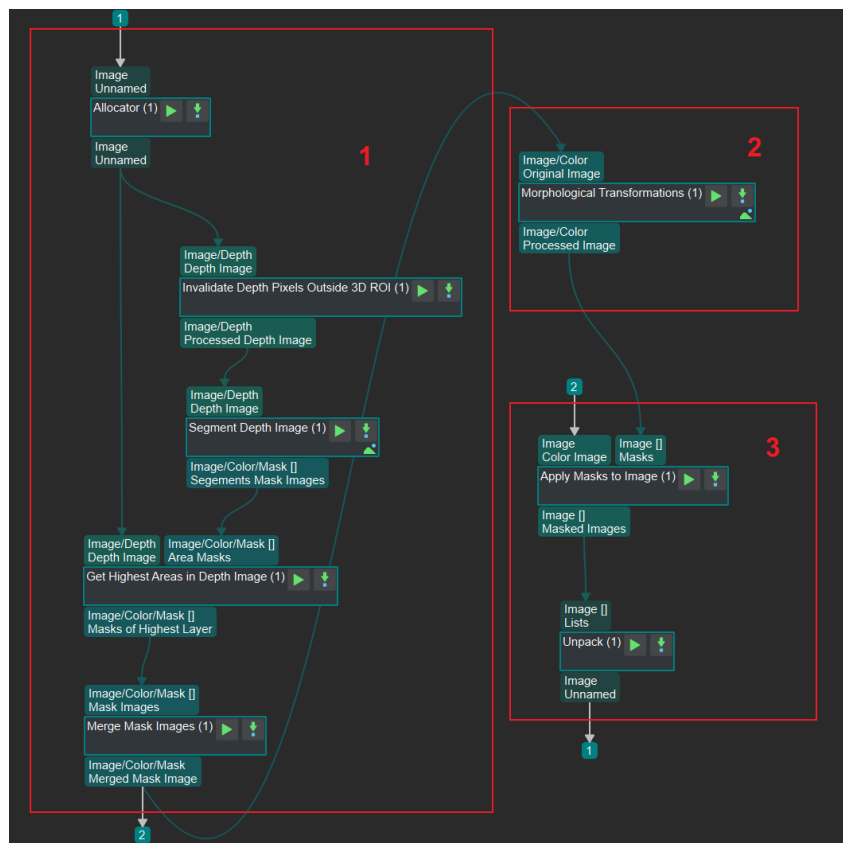 1
Image
Unnamed
Allocator (1)
Image
Unnamed
1
Image/Depth
Depth Image
Invalidate Depth Pixels Outside 3D ROI (1)
Image/Depth
Processed Depth Image
Image/Depth
Depth Image
Segment Depth Image (1)
Image/Color/Mask []
Segements Mask Images
Image/Depth
Depth Image
Image/Color/Mask []
Area Masks
Get Highest Areas in Depth Image (1)
Image/Color/Mask []
Masks of Highest Layer
Image/Color/Mask []
Mask Images
Merge Mask Images (1)
Image/Color/Mask
Merged Mask Image
2
2
Image/Color
Original Image
Morphological Transformations (1)
Image/Color
Processed Image
2
3
Image
Color Image
Image []
Masks
Apply Masks to Image (1)
Image []
Masked Images
Image []
Lists
Unpack (1)
Image
Unnamed
1